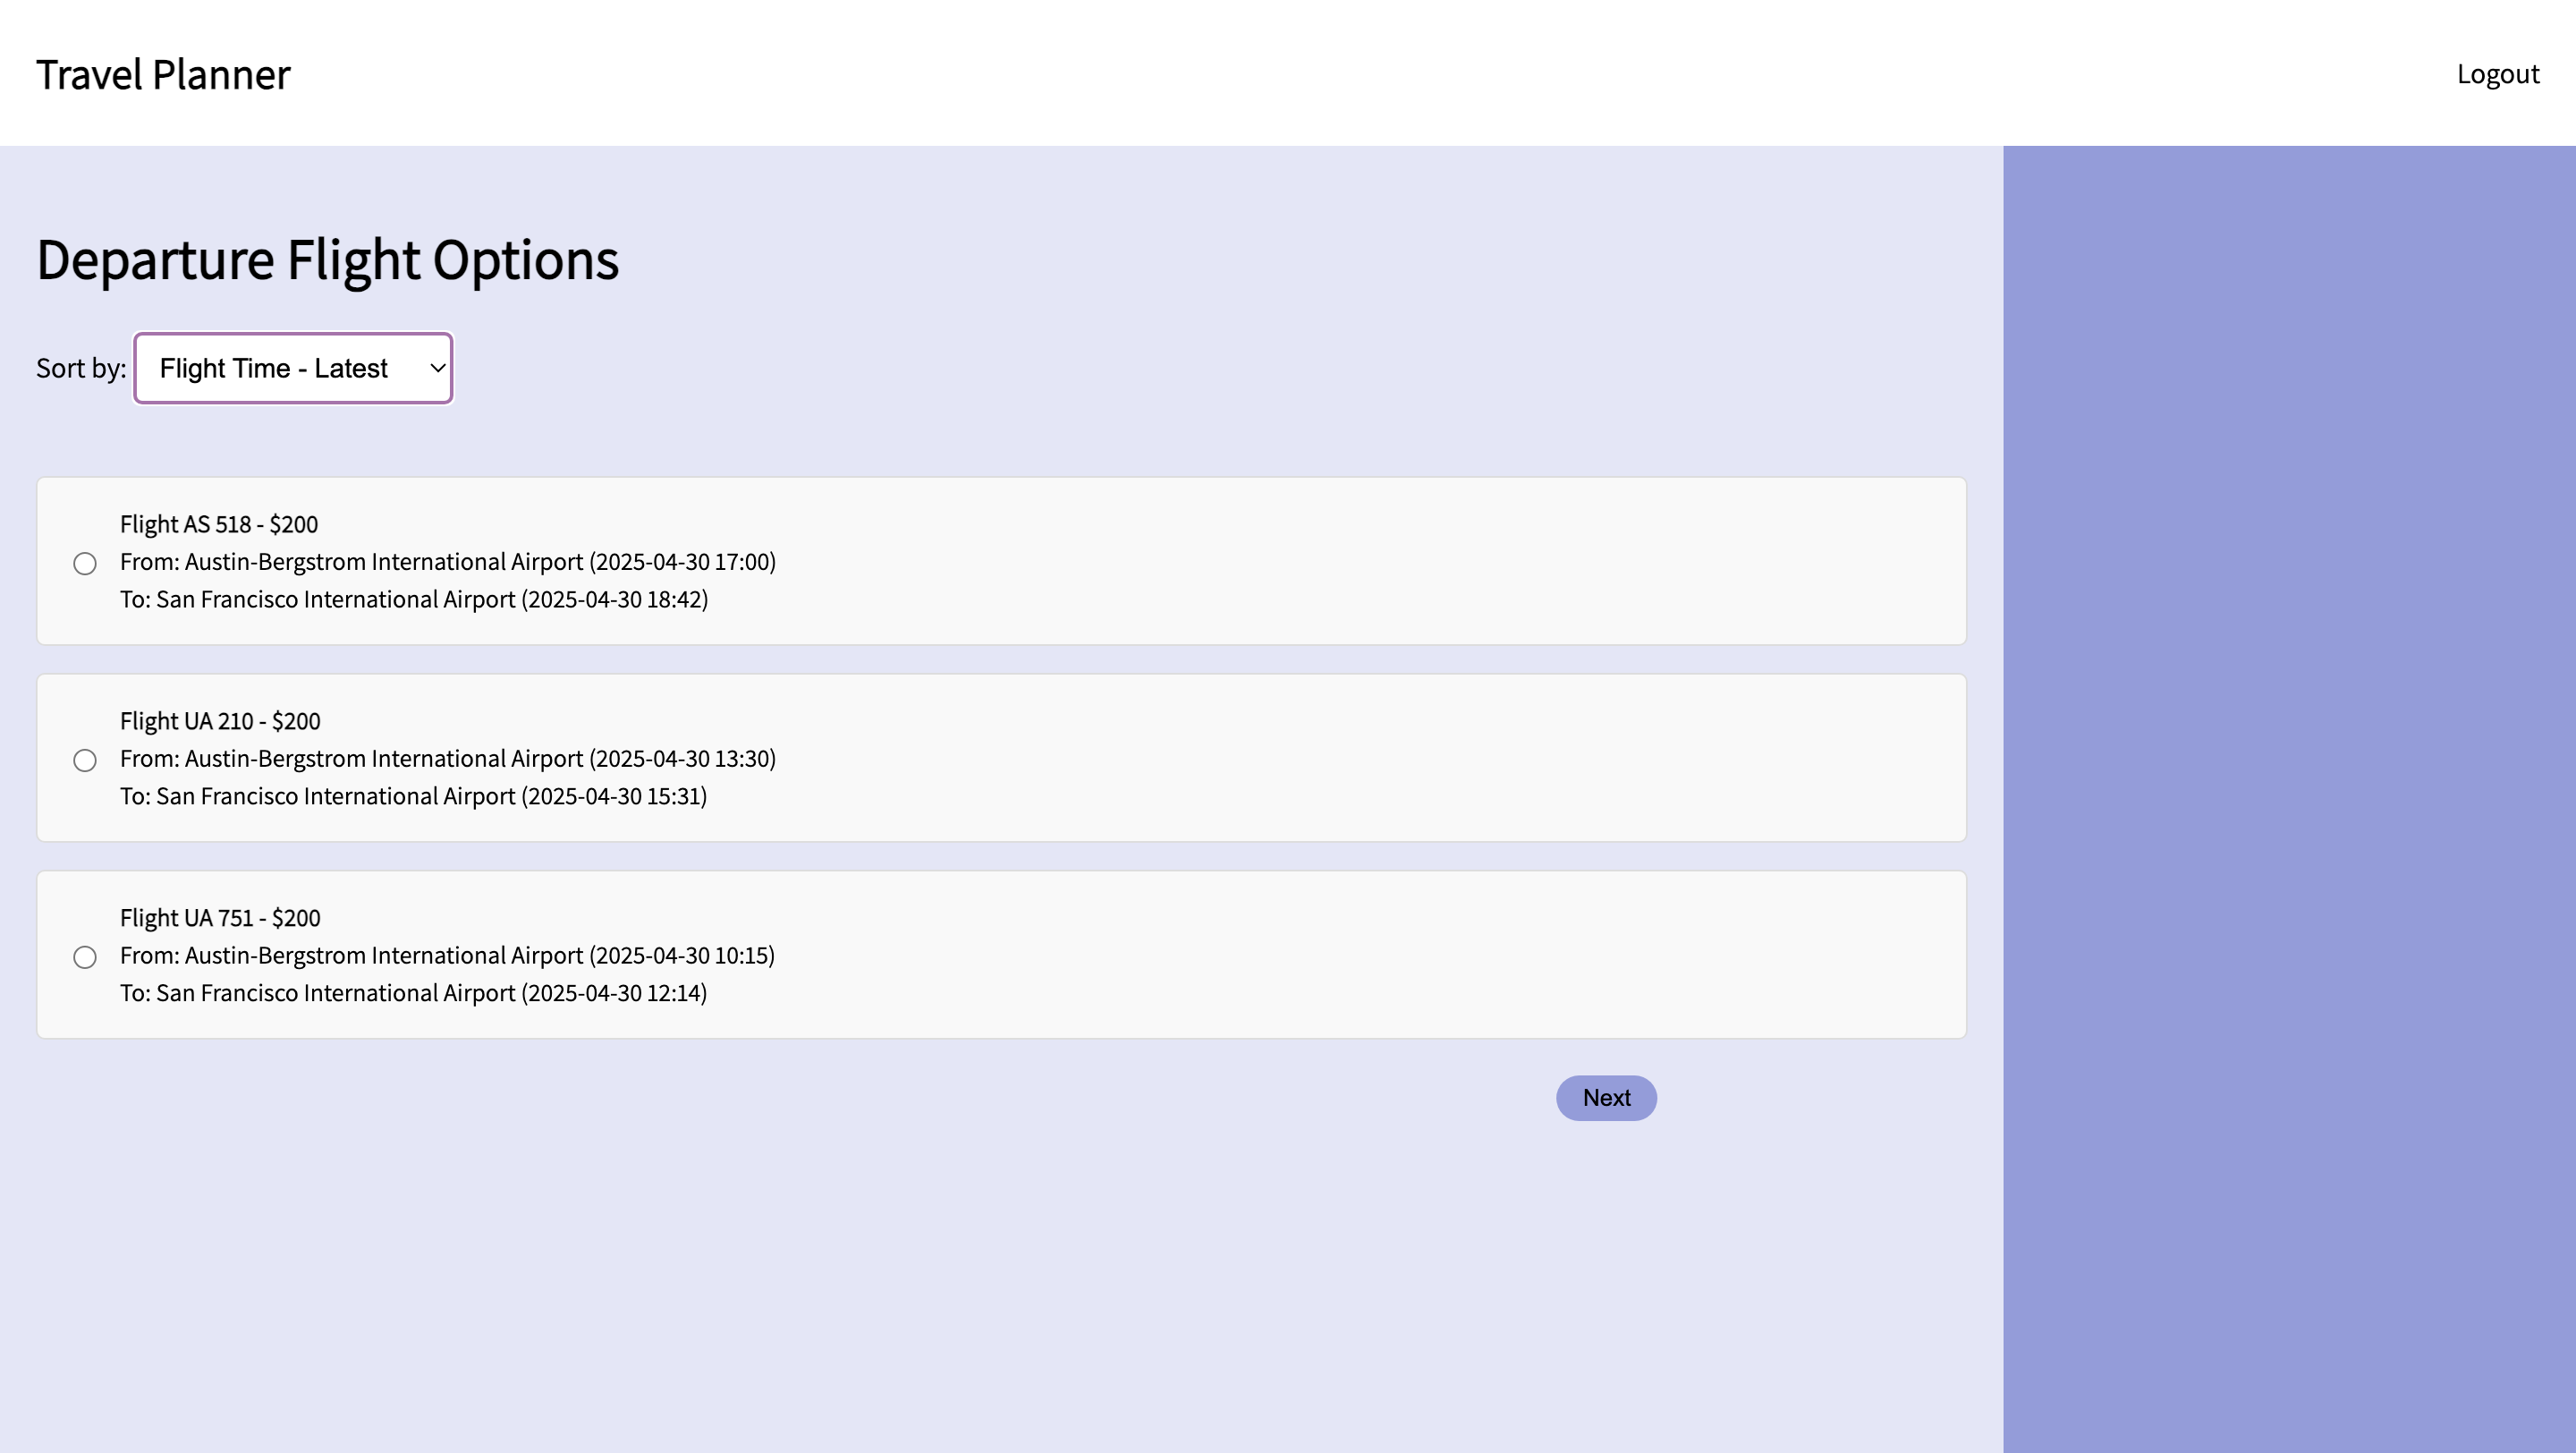 Travel Planner
Logout
Departure Flight Options
Sort by: Flight Time - Latest
Flight AS 518 - $200
From: Austin-Bergstrom International Airport (2025-04-30 17:00)
To: San Francisco International Airport (2025-04-30 18:42)
Flight UA 210 - $200
From: Austin-Bergstrom International Airport (2025-04-30 13:30)
To: San Francisco International Airport (2025-04-30 15:31)
Flight UA 751 - $200
From: Austin-Bergstrom International Airport (2025-04-30 10:15)
To: San Francisco International Airport (2025-04-30 12:14)
Next